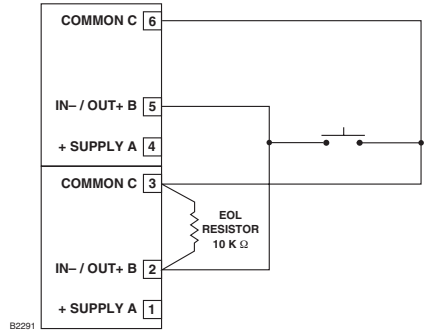 COMMON C 6
IN– / OUT+ B 5
+ SUPPLY A 4
COMMON C 3
EOL
RESISTOR
10 K Ω
IN– / OUT+ B 2
+ SUPPLY A 1
B2291